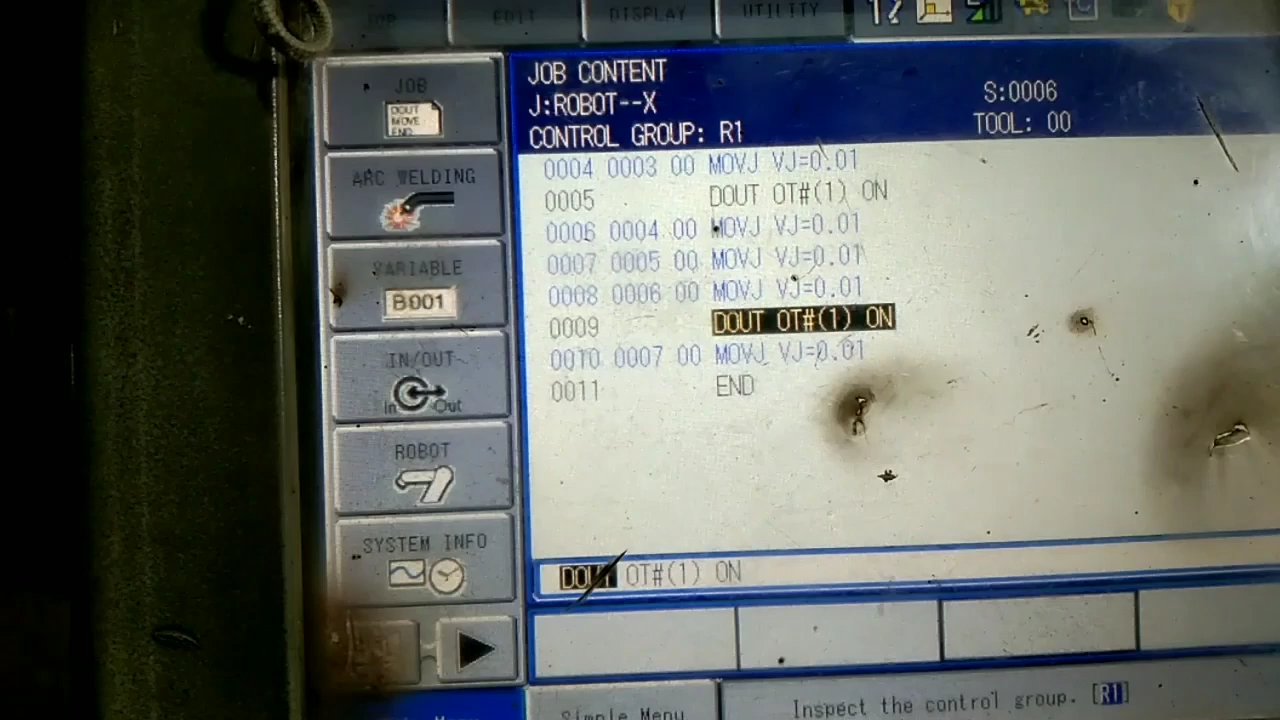 JOB EDIT DISPLAY UTILITY
JOB
DOUT
MOVE
END
ARC WELDING
VARIABLE
B001
IN/OUT
In Out
ROBOT
SYSTEM INFO
JOB CONTENT
J:ROBOT--X S:0006
CONTROL GROUP: R1 TOOL: 00
0004 0003 00 MOVJ VJ=0.01
0005 DOUT OT#(1) ON
0006 0004 00 MOVJ VJ=0.01
0007 0005 00 MOVJ VJ=0.01
0008 0006 00 MOVJ VJ=0.01
0009 DOUT OT#(1) ON
0010 0007 00 MOVJ VJ=0.01
0011 END
DOUT OT#(1) ON
Simple Menu
Inspect the control group. [R1]